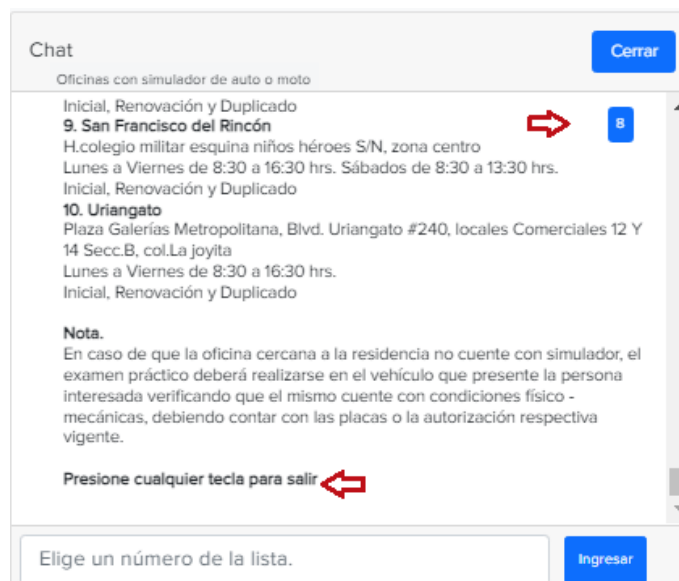 Chat
Cerrar
Oficinas con simulador de auto o moto
Inicial, Renovación y Duplicado
8
9. San Francisco del Rincón
H.colegio militar esquina niños héroes S/N, zona centro
Lunes a Viernes de 8:30 a 16:30 hrs. Sábados de 8:30 a 13:30 hrs.
Inicial, Renovación y Duplicado
10. Uriangato
Plaza Galerías Metropolitana, Blvd. Uriangato #240, locales Comerciales 12 Y
14 Secc.B, col.La joyita
Lunes a Viernes de 8:30 a 16:30 hrs.
Inicial, Renovación y Duplicado
Nota.
En caso de que la oficina cercana a la residencia no cuente con simulador, el
examen práctico deberá realizarse en el vehículo que presente la persona
interesada verificando que el mismo cuente con condiciones físico -
mecánicas, debiendo contar con las placas o la autorización respectiva
vigente.
Presione cualquier tecla para salir
Elige un número de la lista.
Ingresar